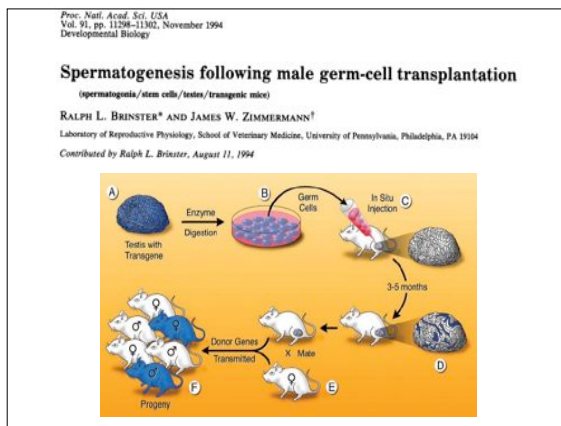 Proc. Natl. Acad. Sci. USA
Vol. 91, pp. 11298-11302, November 1994
Developmental Biology
Spermatogenesis following male germ-cell transplantation
(spermatogonia/stem cells/testes/transgenic mice)
RALPH L. BRINSTER* AND JAMES W. ZIMMERMANN†
Laboratory of Reproductive Physiology, School of Veterinary Medicine, University of Pennsylvania, Philadelphia, PA 19104
Contributed by Ralph L. Brinster, August 11, 1994
A
Testis with
Transgene
Enzyme
Digestion
B
Germ
Cells
In Situ
Injection
C
3-5 months
D
X Mate
E
Donor Genes
Transmitted
♀
♂
♀
♂
♂
♀
♂
F
Progeny